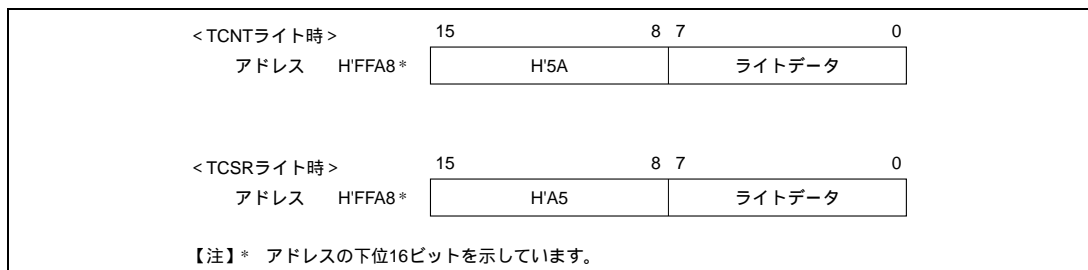 <TCNTライト時> 15 8 7 0
アドレス H'FFA8* H'5A ライトデータ
<TCSRライト時> 15 8 7 0
アドレス H'FFA8* H'A5 ライトデータ
【注】* アドレスの下位16ビットを示しています。